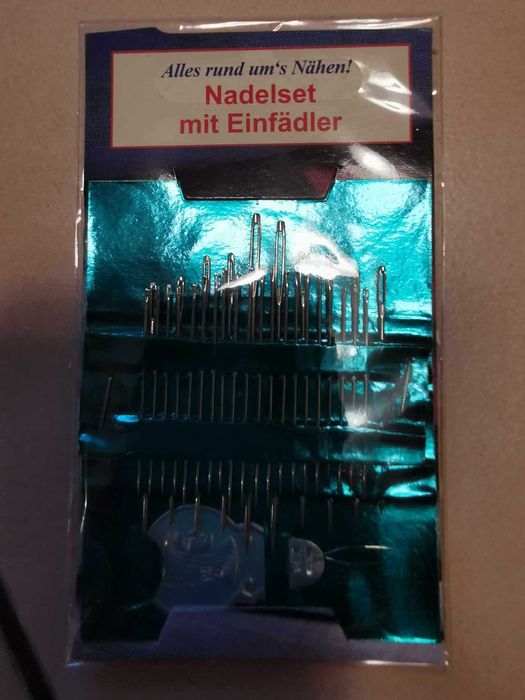 Alles rund um‘s Nähen!
Nadelset
mit Einfädler